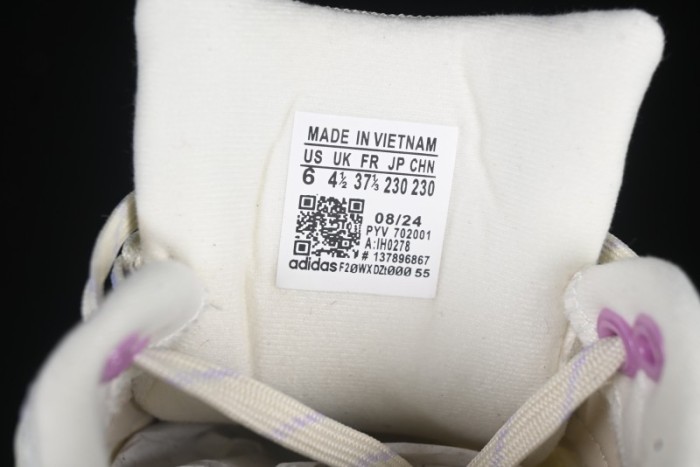 MADE IN VIETNAM
US UK FR JP CHN
6 4½ 37⅓ 230 230
08/24
PYV 702001
A:IH0278
# 137896867
adidas F20WXDZt000 55